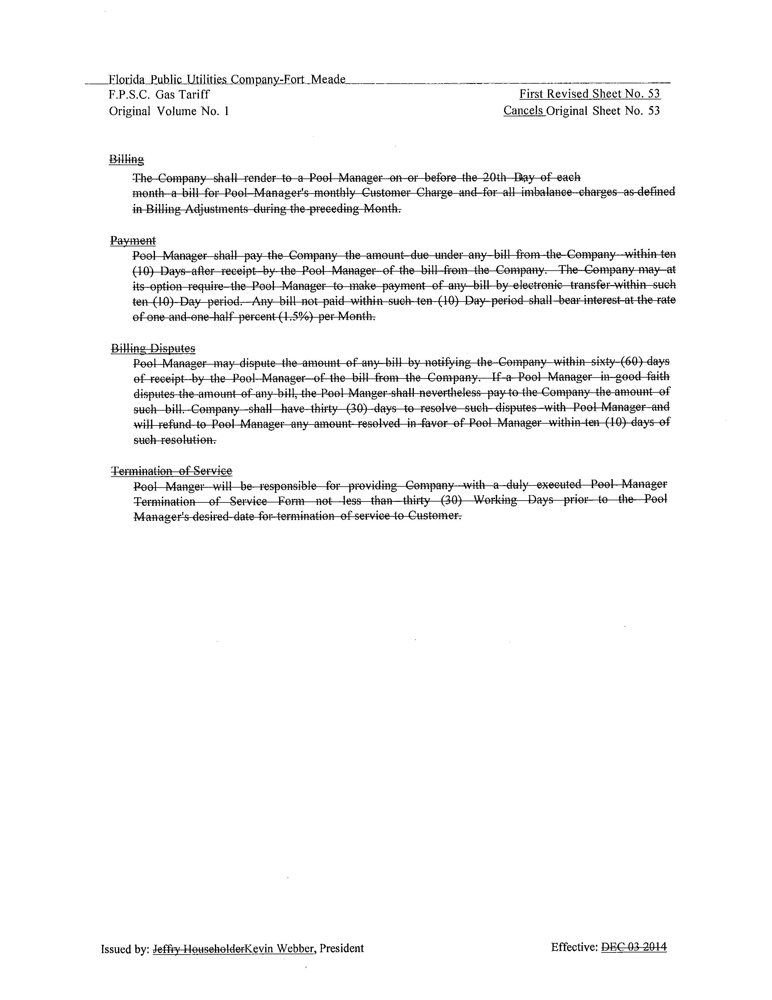 Florida Public Utilities Company-Fort Meade
F.P.S.C. Gas Tariff
First Revised Sheet No. 53
Original Volume No. 1
Cancels Original Sheet No. 53
Billing
The Company shall render to a Pool Manager on or before the 20th Day of each
month a bill for Pool Manager's monthly Customer Charge and for all imbalance charges as defined
in Billing Adjustments during the preceding Month.
Payment
Pool Manager shall pay the Company the amount due under any bill from the Company within ten
(10) Days after receipt by the Pool Manager of the bill from the Company. The Company may at
its option require the Pool Manager to make payment of any bill by electronic transfer within such
ten (10) Day period. Any bill not paid within such ten (10) Day period shall bear interest at the rate
of one and one-half percent (1.5%) per Month.
Billing Disputes
Pool Manager may dispute the amount of any bill by notifying the Company within sixty (60) days
of receipt by the Pool Manager of the bill from the Company. If a Pool Manager in good faith
disputes the amount of any bill, the Pool Manger shall nevertheless pay to the Company the amount of
such bill. Company shall have thirty (30) days to resolve such disputes with Pool Manager and
will refund to Pool Manager any amount resolved in favor of Pool Manager within ten (10) days of
such resolution.
Termination of Service
Pool Manger will be responsible for providing Company with a duly executed Pool Manager
Termination of Service Form not less than thirty (30) Working Days prior to the Pool
Manager's desired date for termination of service to Customer.
Issued by: Jeffry HouseholderKevin Webber, President
Effective: DEC 03 2014